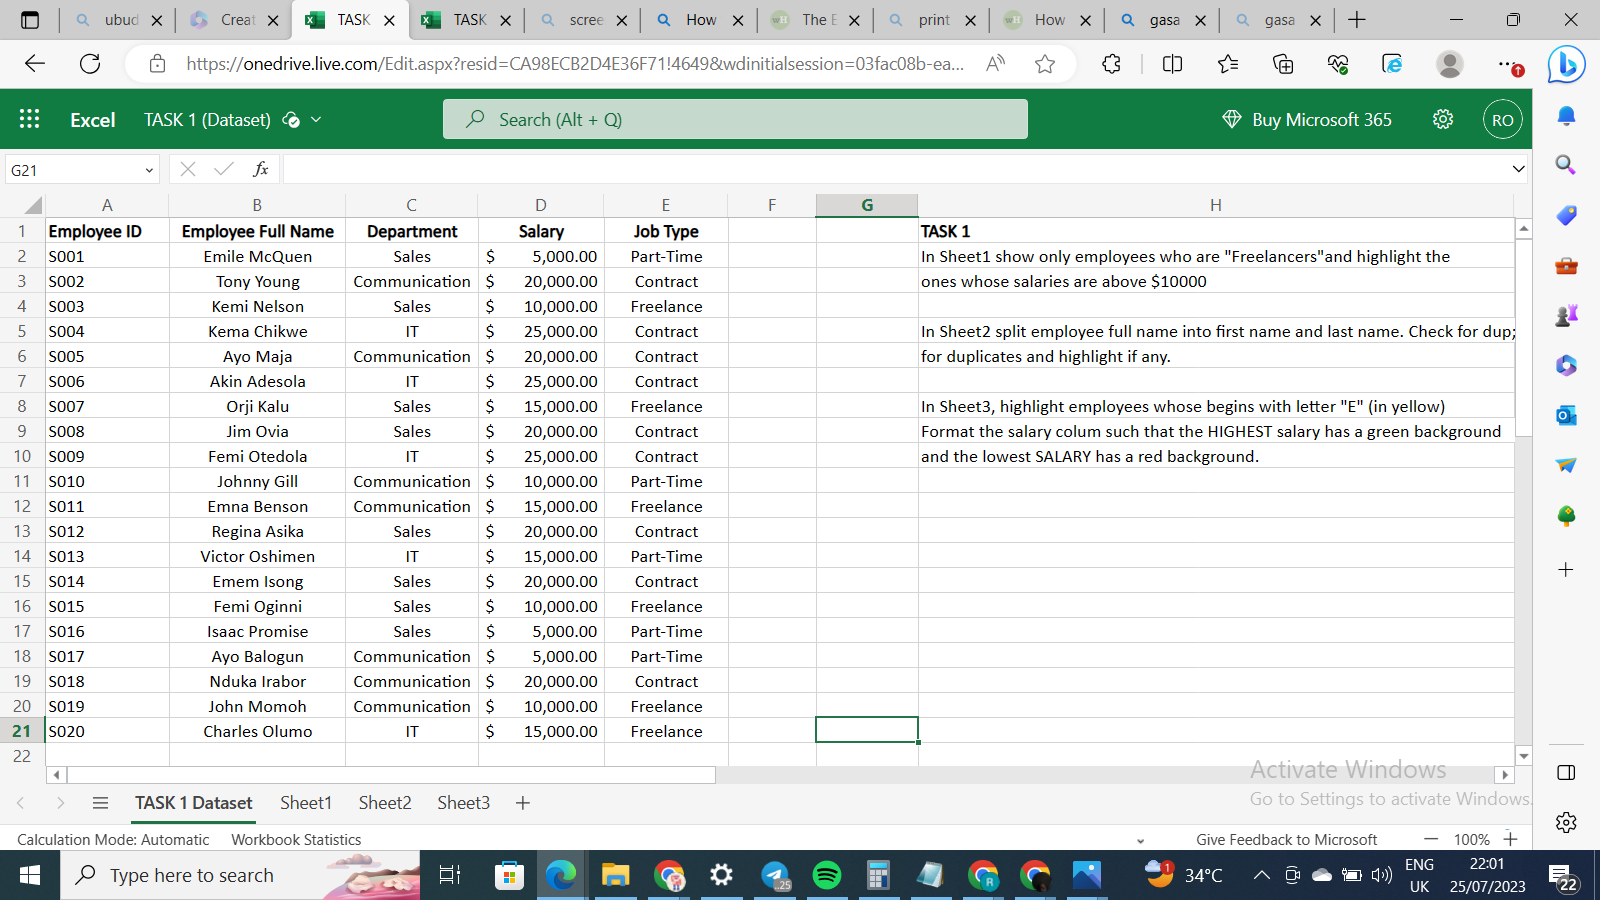 ubud
Creat
TASK
TASK
scree
How
The E
print
How
gasa
gasa
https://onedrive.live.com/Edit.aspx?resid=CA98ECB2D4E36F71!4649&wdinitialsession=03fac08b-ea...
Excel TASK 1 (Dataset) Search (Alt + Q) Buy Microsoft 365 RO
G21 fx
A B C D E F G H
1 Employee ID Employee Full Name Department Salary Job Type TASK 1
2 S001 Emile McQuen Sales $ 5,000.00 Part-Time In Sheet1 show only employees who are "Freelancers"and highlight the
3 S002 Tony Young Communication $ 20,000.00 Contract ones whose salaries are above $10000
4 S003 Kemi Nelson Sales $ 10,000.00 Freelance
5 S004 Kema Chikwe IT $ 25,000.00 Contract In Sheet2 split employee full name into first name and last name. Check for dup;
6 S005 Ayo Maja Communication $ 20,000.00 Contract for duplicates and highlight if any.
7 S006 Akin Adesola IT $ 25,000.00 Contract
8 S007 Orji Kalu Sales $ 15,000.00 Freelance In Sheet3, highlight employees whose begins with letter "E" (in yellow)
9 S008 Jim Ovia Sales $ 20,000.00 Contract Format the salary colum such that the HIGHEST salary has a green background
10 S009 Femi Otedola IT $ 25,000.00 Contract and the lowest SALARY has a red background.
11 S010 Johnny Gill Communication $ 10,000.00 Part-Time
12 S011 Emna Benson Communication $ 15,000.00 Freelance
13 S012 Regina Asika Sales $ 20,000.00 Contract
14 S013 Victor Oshimen IT $ 15,000.00 Part-Time
15 S014 Emem Isong Sales $ 20,000.00 Contract
16 S015 Femi Oginni Sales $ 10,000.00 Freelance
17 S016 Isaac Promise Sales $ 5,000.00 Part-Time
18 S017 Ayo Balogun Communication $ 5,000.00 Part-Time
19 S018 Nduka Irabor Communication $ 20,000.00 Contract
20 S019 John Momoh Communication $ 10,000.00 Freelance
21 S020 Charles Olumo IT $ 15,000.00 Freelance
22
Activate Windows
Go to Settings to activate Windows.
TASK 1 Dataset Sheet1 Sheet2 Sheet3
Calculation Mode: Automatic Workbook Statistics Give Feedback to Microsoft 100%
Type here to search
.25
R
1
34°C
ENG
UK
22:01
25/07/2023
22